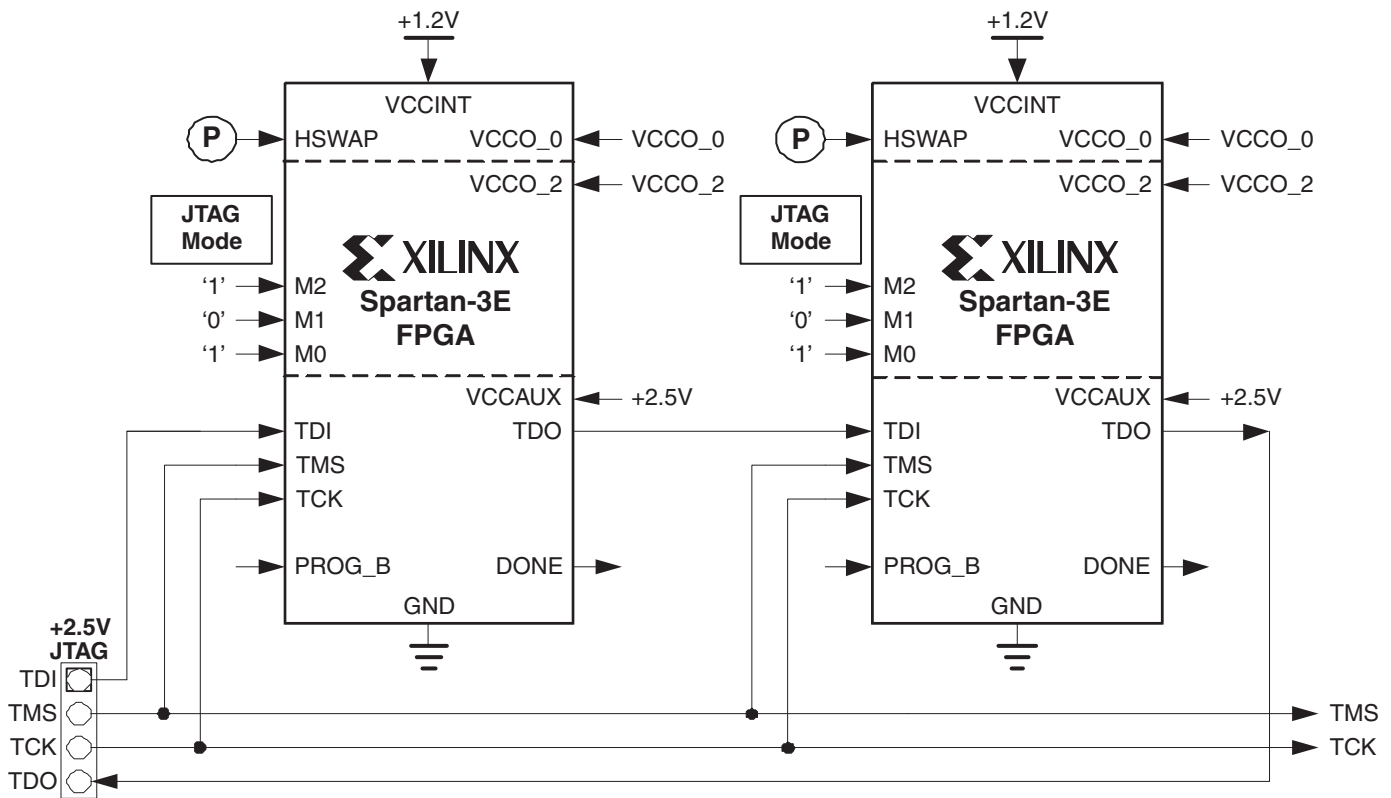 +1.2V
+1.2V
VCCINT
VCCINT
P
HSWAP
VCCO_0
VCCO_0
P
HSWAP
VCCO_0
VCCO_0
VCCO_2
VCCO_2
VCCO_2
VCCO_2
JTAG
Mode
JTAG
Mode
XILINX
XILINX
‘1’
M2
Spartan-3E
‘1’
M2
Spartan-3E
‘0’
M1
FPGA
‘0’
M1
FPGA
‘1’
M0
‘1’
M0
VCCAUX
+2.5V
VCCAUX
+2.5V
TDI
TDO
TDI
TDO
TMS
TMS
TCK
TCK
PROG_B
DONE
PROG_B
DONE
GND
GND
+2.5V
JTAG
TDI
TMS
TMS
TCK
TCK
TDO